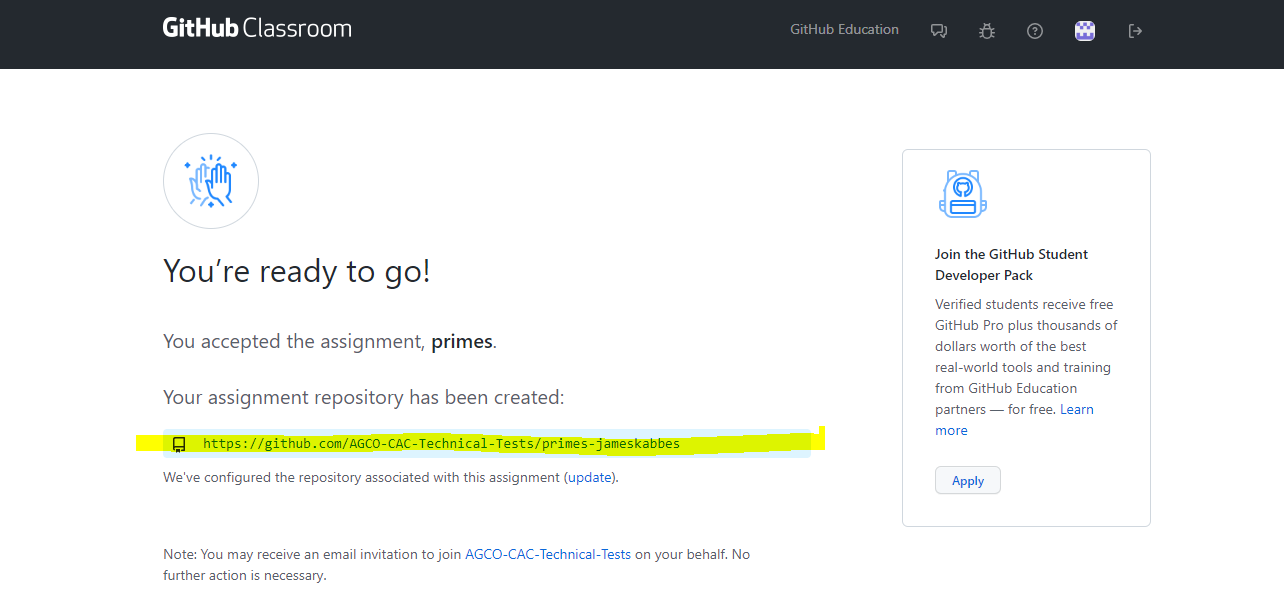 GitHub Classroom
GitHub Education
You're ready to go!
You accepted the assignment, primes.
Your assignment repository has been created:
https://github.com/AGCO-CAC-Technical-Tests/primes-jameskabbes
We've configured the repository associated with this assignment (update).
Note: You may receive an email invitation to join AGCO-CAC-Technical-Tests on your behalf. No
further action is necessary.
Join the GitHub Student
Developer Pack
Verified students receive free
GitHub Pro plus thousands of
dollars worth of the best
real-world tools and training
from GitHub Education
partners — for free. Learn
more
Apply